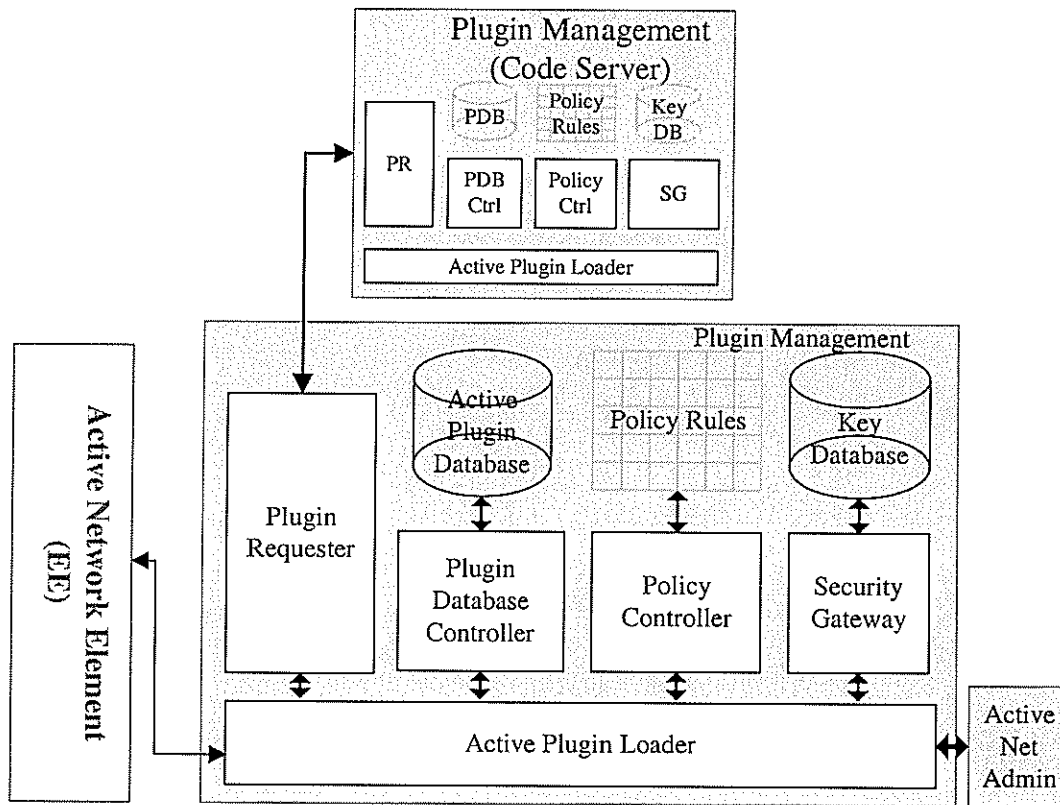 Plugin Management
(Code Server)
PDB
Policy
Rules
Key
DB
PR
PDB
Ctrl
Policy
Ctrl
SG
Active Plugin Loader
Plugin Management
Active
Plugin
Database
Policy Rules
Key
Database
Plugin
Requester
Plugin
Database
Controller
Policy
Controller
Security
Gateway
Active Network Element
(EE)
Active Plugin Loader
Active
Net
Admin